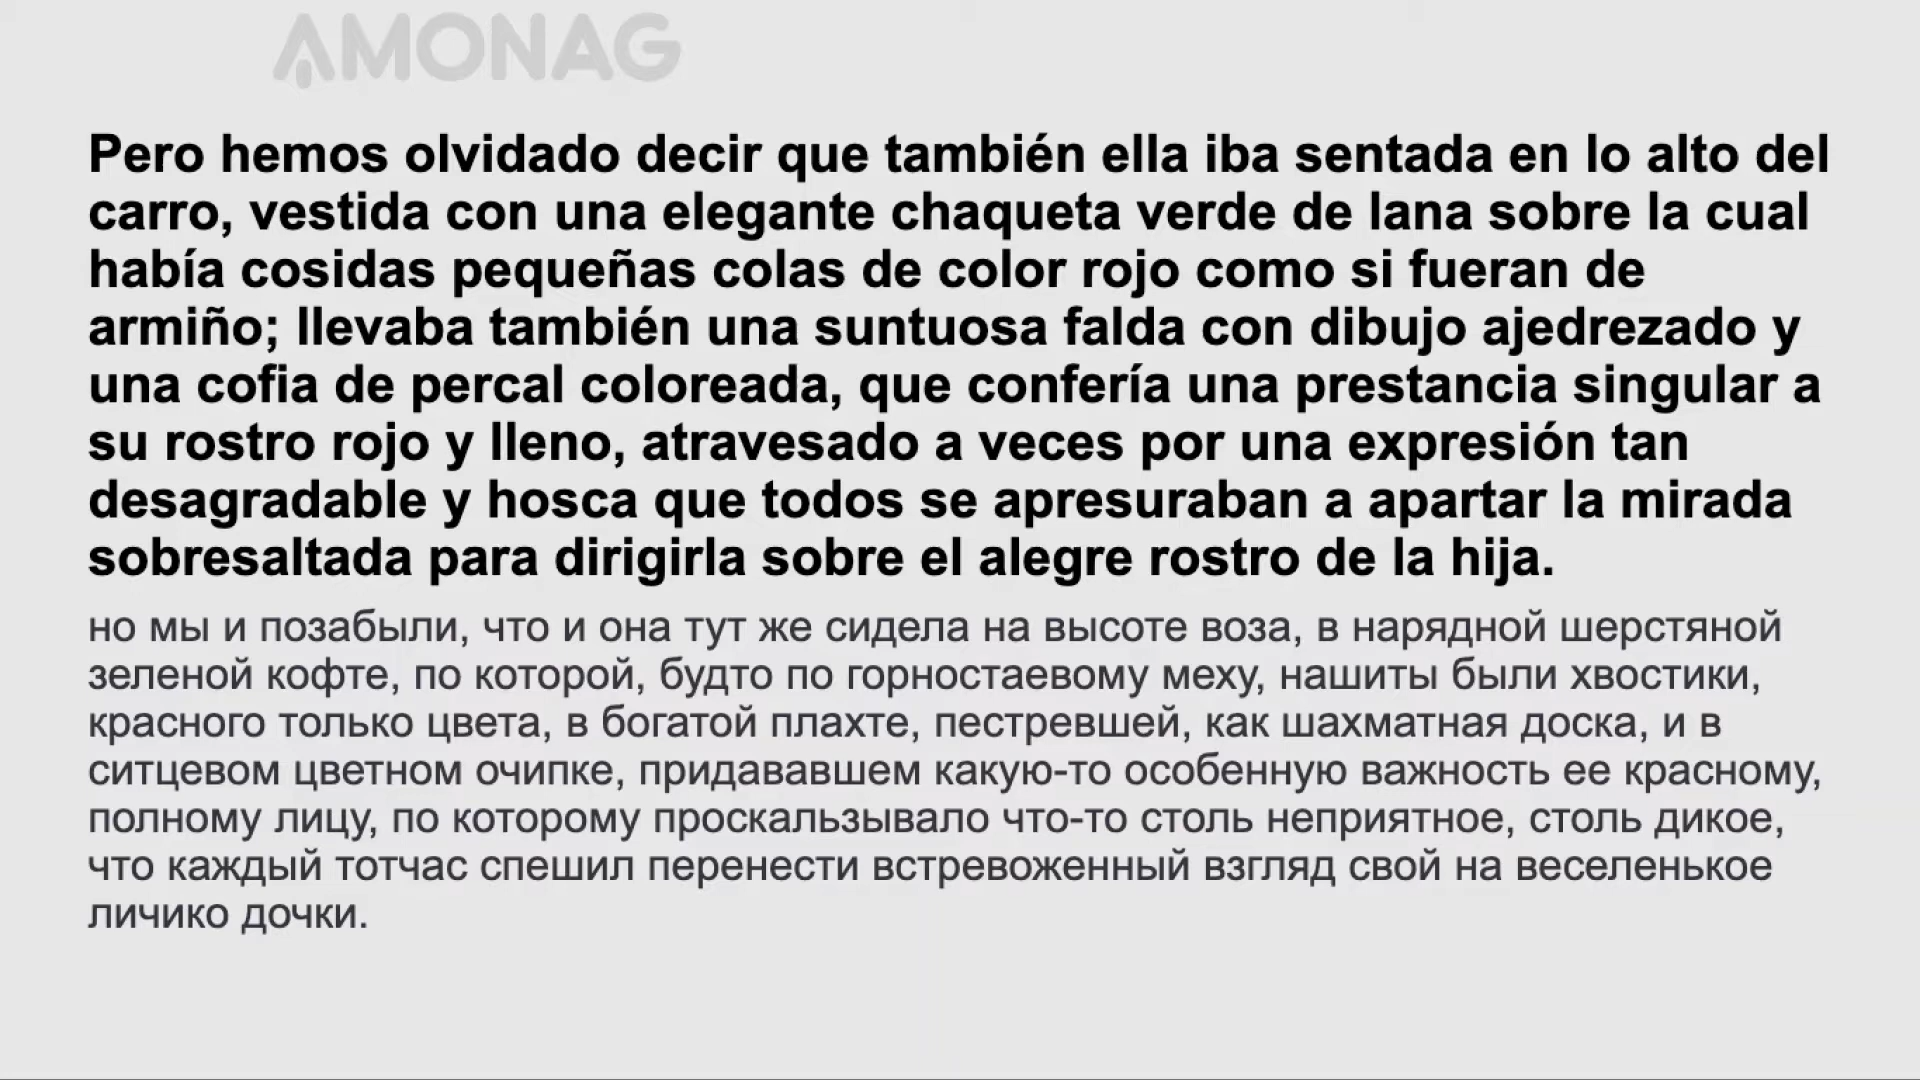 AMONAG
Pero hemos olvidado decir que también ella iba sentada en lo alto del
carro, vestida con una elegante chaqueta verde de lana sobre la cual
había cosidas pequeñas colas de color rojo como si fueran de
armiño; llevaba también una suntuosa falda con dibujo ajedrezado y
una cofia de percal coloreada, que confería una prestancia singular a
su rostro rojo y lleno, atravesado a veces por una expresión tan
desagradable y hosca que todos se apresuraban a apartar la mirada
sobresaltada para dirigirla sobre el alegre rostro de la hija.
но мы и позабыли, что и она тут же сидела на высоте воза, в нарядной шерстяной
зеленой кофте, по которой, будто по горностаевому меху, нашиты были хвостики,
красного только цвета, в богатой плахте, пестревшей, как шахматная доска, и в
ситцевом цветном очипке, придававшем какую-то особенную важность ее красному,
полному лицу, по которому проскальзывало что-то столь неприятное, столь дикое,
что каждый тотчас спешил перенести встревоженный взгляд свой на веселенькое
личико дочки.